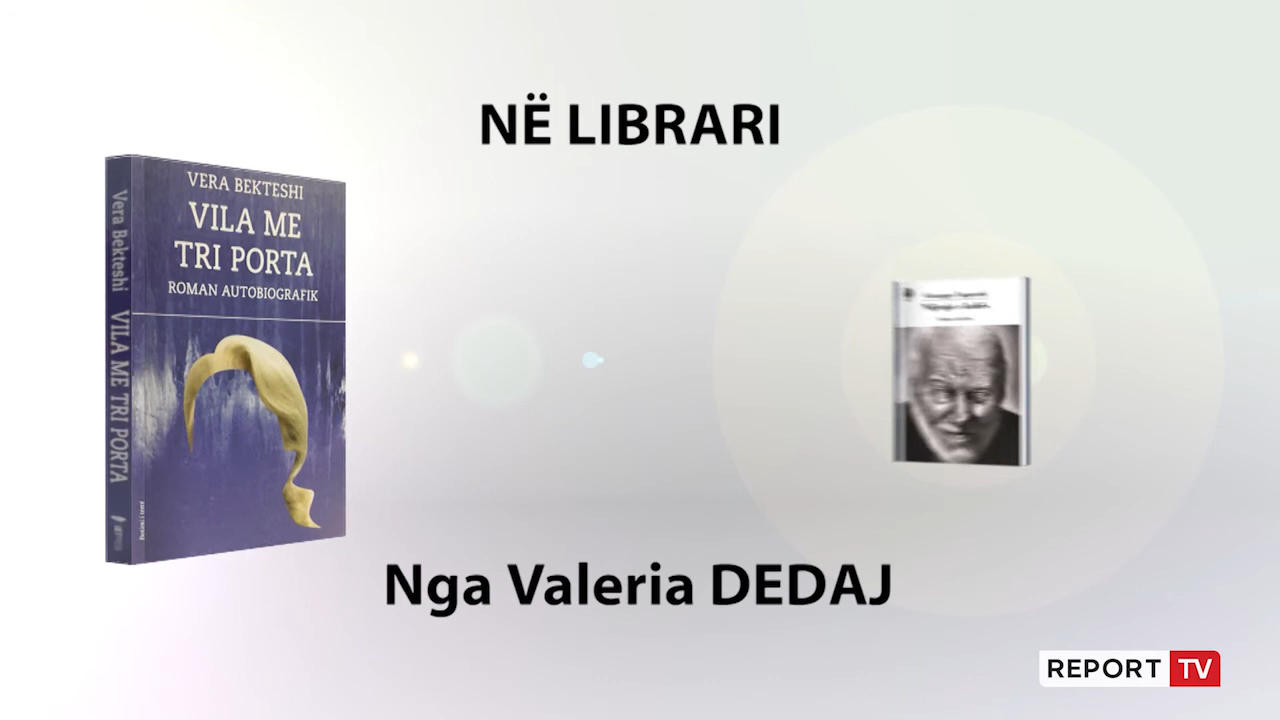 NË LIBRARI
VERA BEKTESHI
VILA ME
TRI PORTA
ROMAN AUTOBIOGRAFIK
Vera Bekteshi VILA ME TRI PORTA
Nga Valeria DEDAJ
REPORT TV